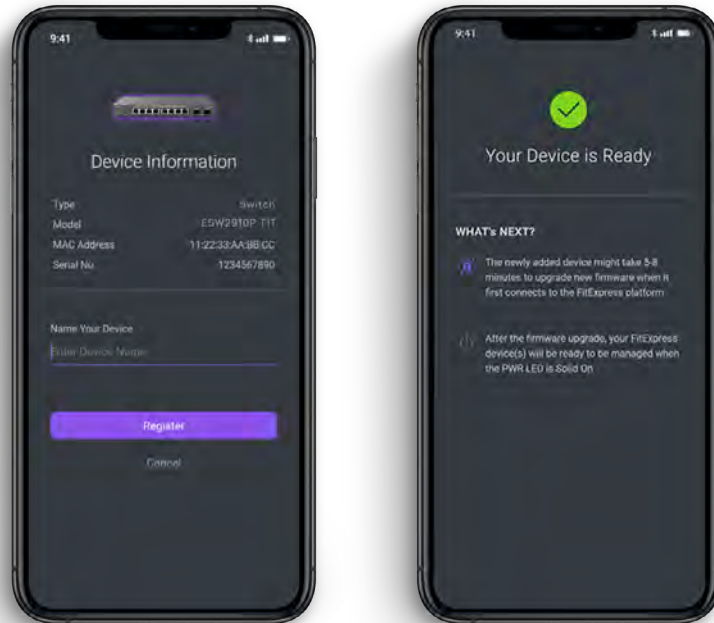 9:41
Device Information
Type Switch
Model ESW2910P-FIT
MAC Address 11:22:33:AA:BB:CC
Serial No. 1234567890
Name Your Device
Enter Device Name
Register
Cancel
9:41
Your Device is Ready
WHAT's NEXT?
The newly added device might take 5-8
minutes to upgrade new firmware when it
first connects to the FitExpress platform
After the firmware upgrade, your FitExpress
device(s) will be ready to be managed when
the PWR LED is Solid On